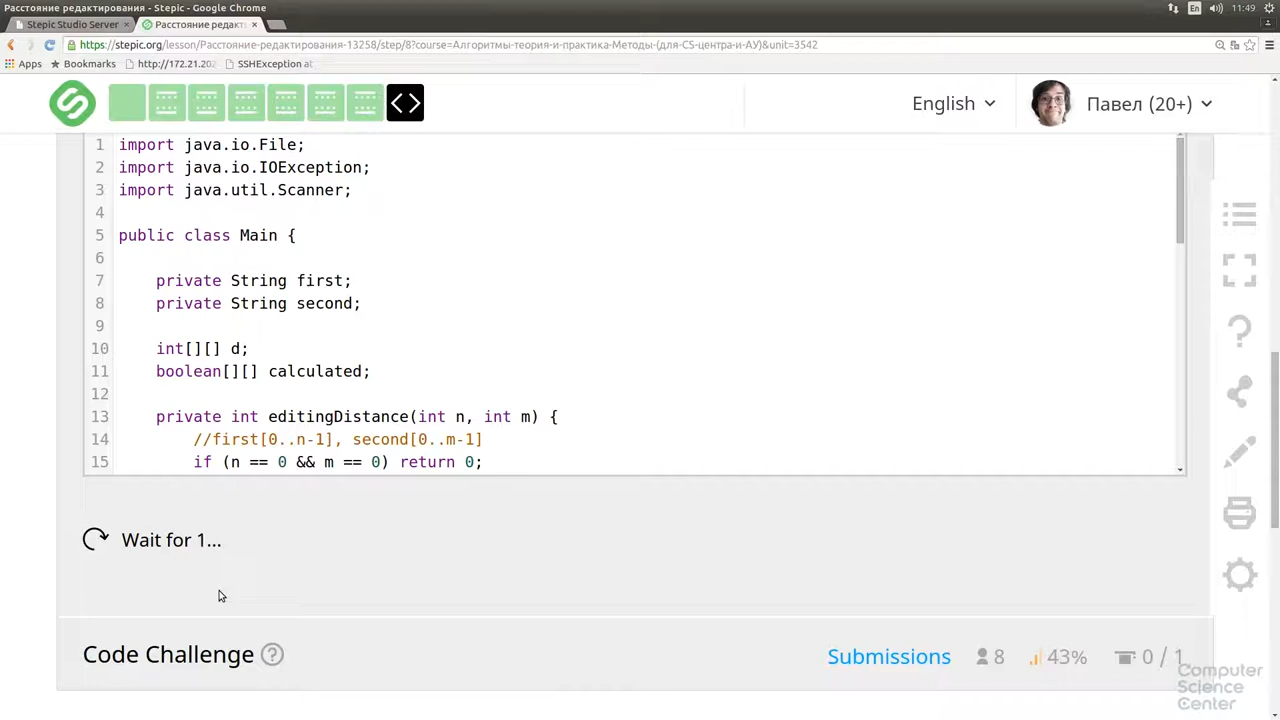 Расстояние редактирования - Stepic - Google Chrome
En
11:49
Stepic Studio Server
Расстояние редакт
https://stepic.org/lesson/Расстояние-редактирования-13258/step/8?course=Алгоритмы-теория-и-практика-Методы-(для-CS-центра-и-АУ)&unit=3542
Apps
Bookmarks
http://172.21.202
SSHException at
English
Павел (20+)
1 import java.io.File;
2 import java.io.IOException;
3 import java.util.Scanner;
4
5 public class Main {
6
7 private String first;
8 private String second;
9
10 int[][] d;
11 boolean[][] calculated;
12
13 private int editingDistance(int n, int m) {
14 //first[0..n-1], second[0..m-1]
15 if (n == 0 && m == 0) return 0;
Wait for 1...
Code Challenge ?
Submissions
8
43%
0 / 1
Computer
Science
Center